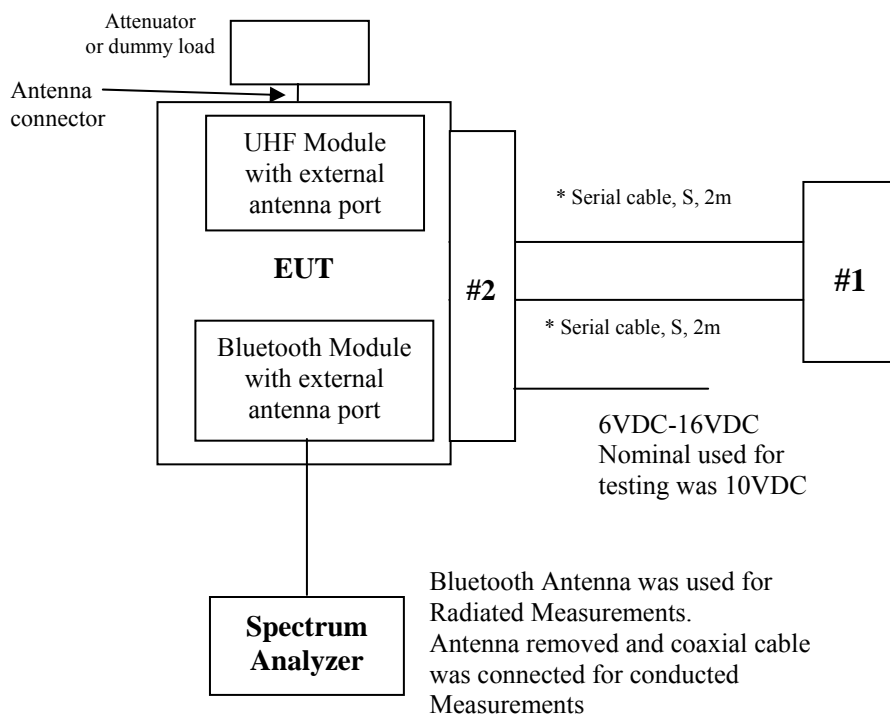 Attenuator
or dummy load
Antenna
connector
UHF Module
with external
antenna port
EUT
Bluetooth Module
with external
antenna port
#2
* Serial cable, S, 2m
* Serial cable, S, 2m
#1
6VDC-16VDC
Nominal used for
testing was 10VDC
Spectrum
Analyzer
Bluetooth Antenna was used for
Radiated Measurements.
Antenna removed and coaxial cable
was connected for conducted
Measurements